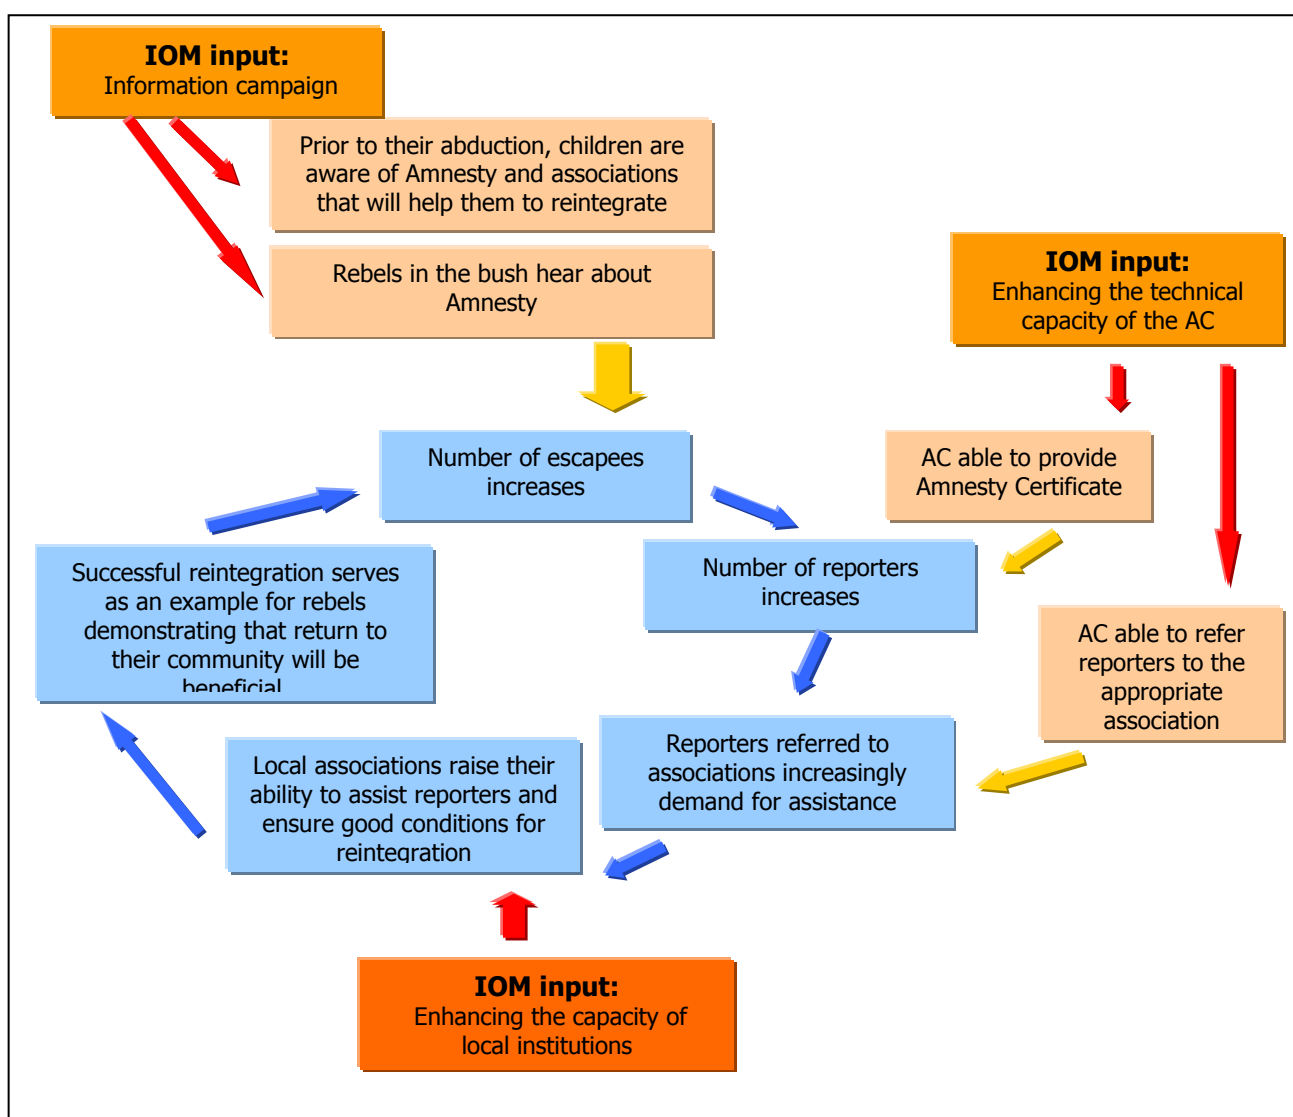 IOM input:
Information campaign
Prior to their abduction, children are
aware of Amnesty and associations
that will help them to reintegrate
Rebels in the bush hear about
Amnesty
IOM input:
Enhancing the technical
capacity of the AC
Number of escapees
increases
AC able to provide
Amnesty Certificate
Number of reporters
increases
Successful reintegration serves
as an example for rebels
demonstrating that return to
their community will be
beneficial
AC able to refer
reporters to the
appropriate
association
Reporters referred to
associations increasingly
demand for assistance
Local associations raise their
ability to assist reporters and
ensure good conditions for
reintegration
IOM input:
Enhancing the capacity of
local institutions